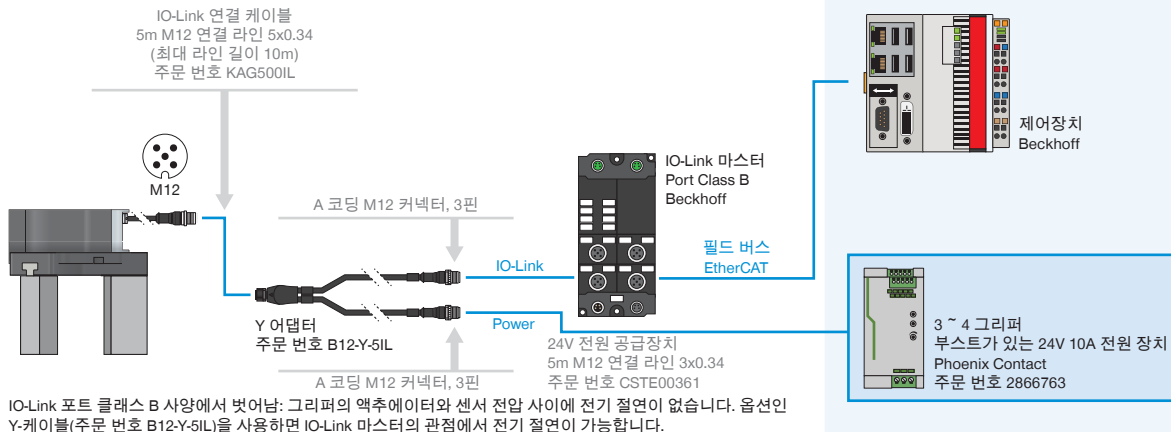 IO-Link 연결 케이블
5m M12 연결 라인 5x0.34
(최대 라인 길이 10m)
주문 번호 KAG500IL
M12
A 코딩 M12 커넥터, 3핀
IO-Link 마스터
Port Class B
Beckhoff
제어장치
Beckhoff
IO-Link
필드 버스
EtherCAT
Y 어댑터
주문 번호 B12-Y-5IL
Power
24V 전원 공급장치
5m M12 연결 라인 3x0.34
주문 번호 CSTE00361
3 ~ 4 그리퍼
부스트가 있는 24V 10A 전원 장치
Phoenix Contact
주문 번호 2866763
A 코딩 M12 커넥터, 3핀
IO-Link 포트 클래스 B 사양에서 벗어남: 그리퍼의 액추에이터와 센서 전압 사이에 전기 절연이 없습니다. 옵션인
Y-케이블(주문 번호 B12-Y-5IL)을 사용하면 IO-Link 마스터의 관점에서 전기 절연이 가능합니다.